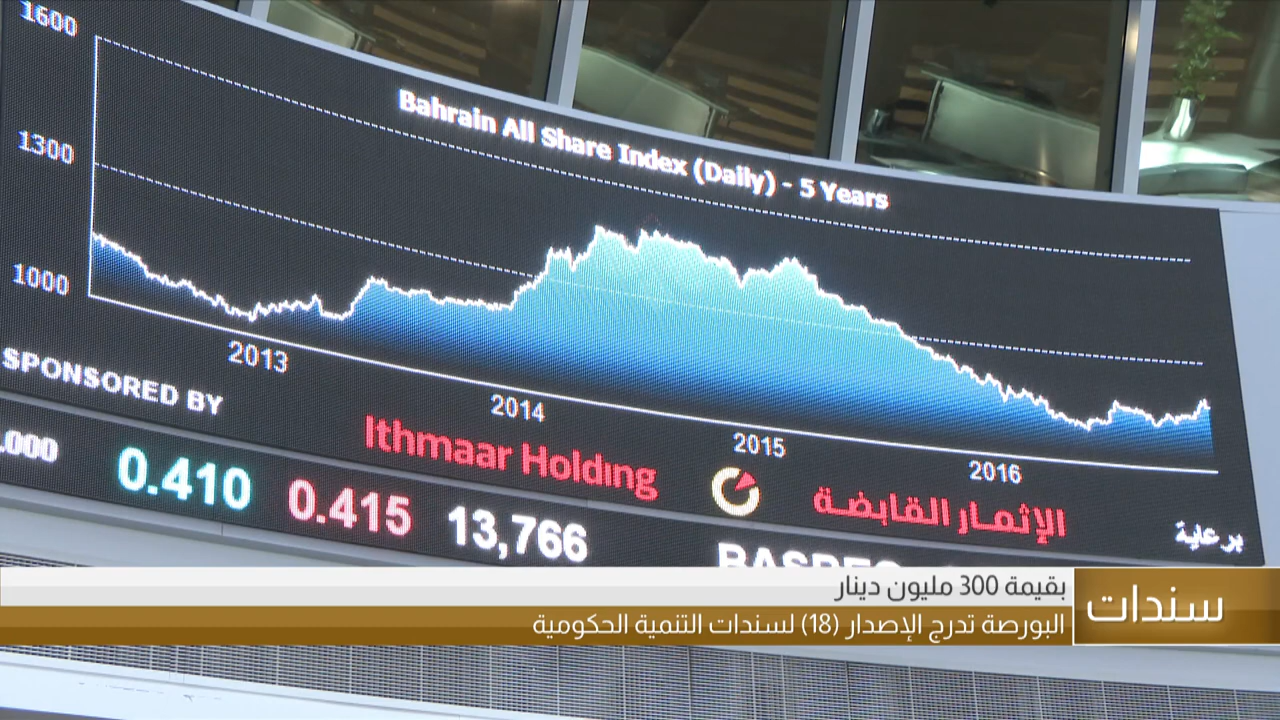 1600
Bahrain All Share Index (Daily) - 5 Years
1300
1000
2013
2014
2015
2016
SPONSORED BY
Ithmaar Holding
الإثمار القابضة
برعاية
.000 0.410 0.415 13,766
سندات
بقيمة 300 مليون دينار
البورصة تدرج الإصدار (18) لسندات التنمية الحكومية